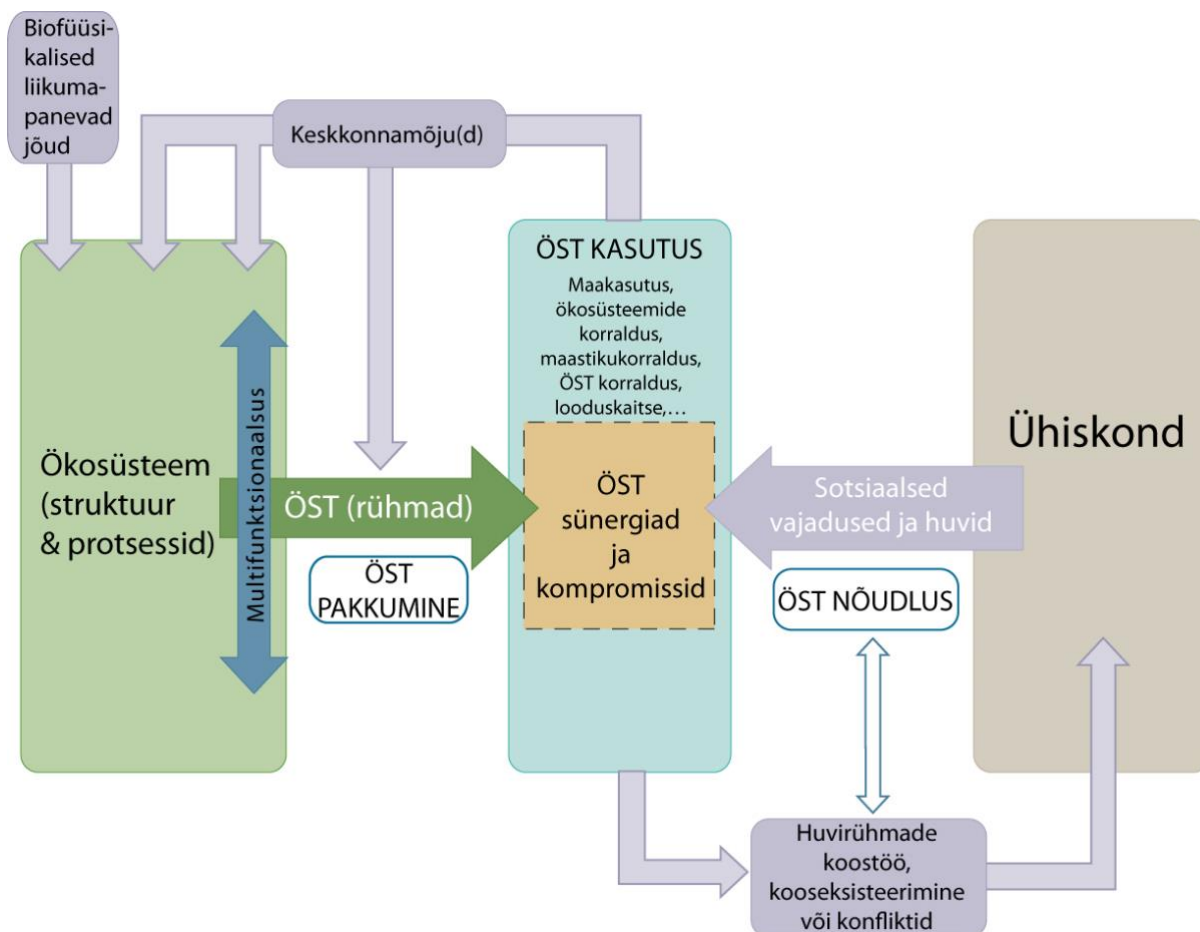 Biofüüsi-
kalised
liikuma-
panevad
jõud
Keskkonnamõju(d)
Ökosüsteem
(struktuur
& protsessid)
Multifunktsionaalsus
ÖST (rühmad)
ÖST
PAKKUMINE
ÖST KASUTUS
Maakasutus,
ökosüsteemide
korraldus,
maastikukorraldus,
ÖST korraldus,
looduskaitse,...
ÖST
sünergiad
ja
kompromissid
Sotsiaalsed
vajadused ja huvid
ÖST NÕUDLUS
Ühiskond
Huvirühmade
koostöö,
kooseksisteerimine
või konfliktid